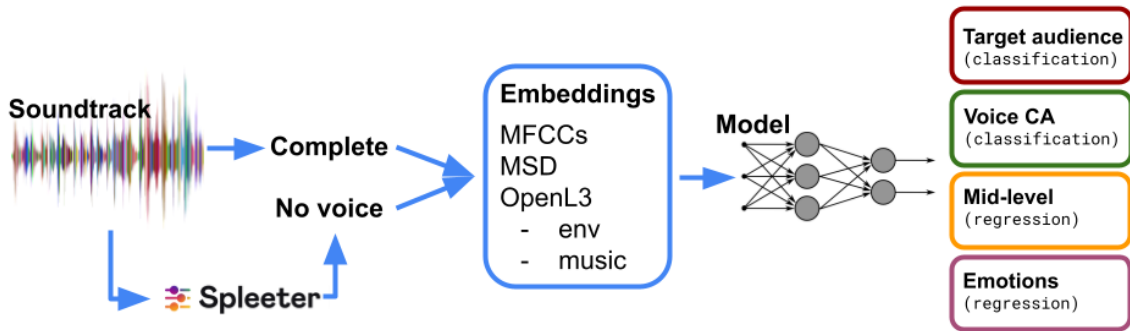 Soundtrack
Complete
No voice
Spleeter
Embeddings
MFCCs
MSD
OpenL3
- env
- music
Model
Target audience
(classification)
Voice CA
(classification)
Mid-level
(regression)
Emotions
(regression)